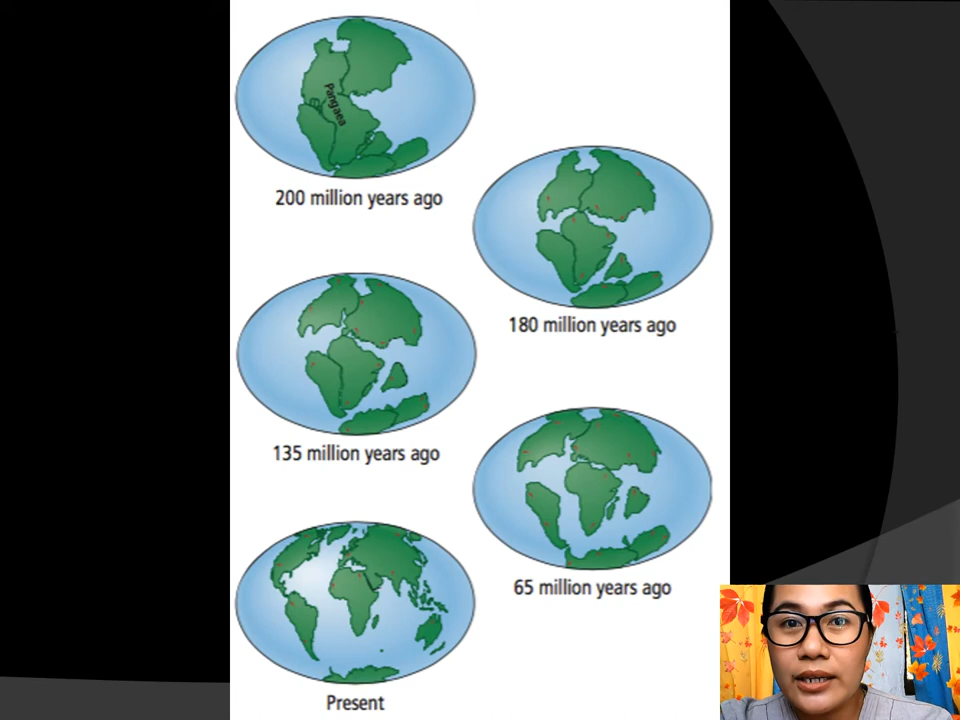 Pangaea
200 million years ago
180 million years ago
135 million years ago
65 million years ago
Present